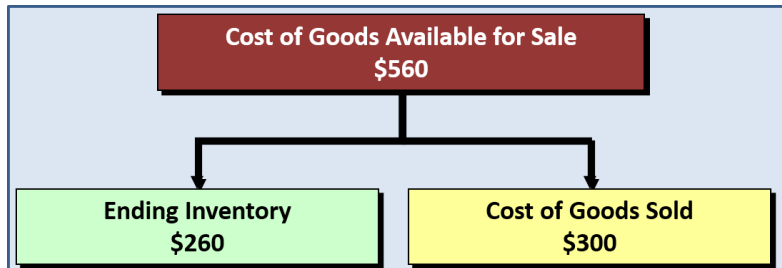 Cost of Goods Available for Sale
$560
Ending Inventory
$260
Cost of Goods Sold
$300